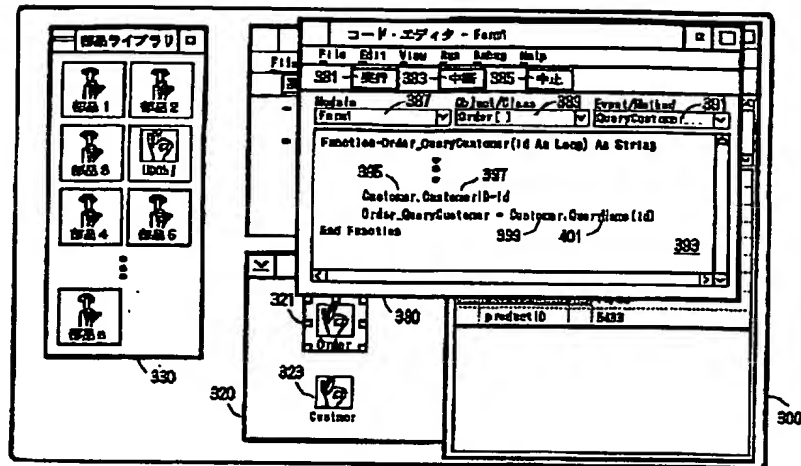 部品ライブラリ
部品 1
部品 2
部品 3
部品 4
部品 5
部品 n
330
File
コード・エディタ - Form1
File Edit View Run Debug Help
381 実行 383 中断 385 中止
Module 387 Object/Class 389 Event/Method 391
Form1 Order[ ] QueryCustomer...
Function-Order_QueryCustomer(Id As Long) As String
395 397
Customer.CustomerID=Id
Order_QueryCustomer = Customer.QueryName(Id)
End Function
399 401 393
321
380
Order
323
Custmor
320
productID 5433
300